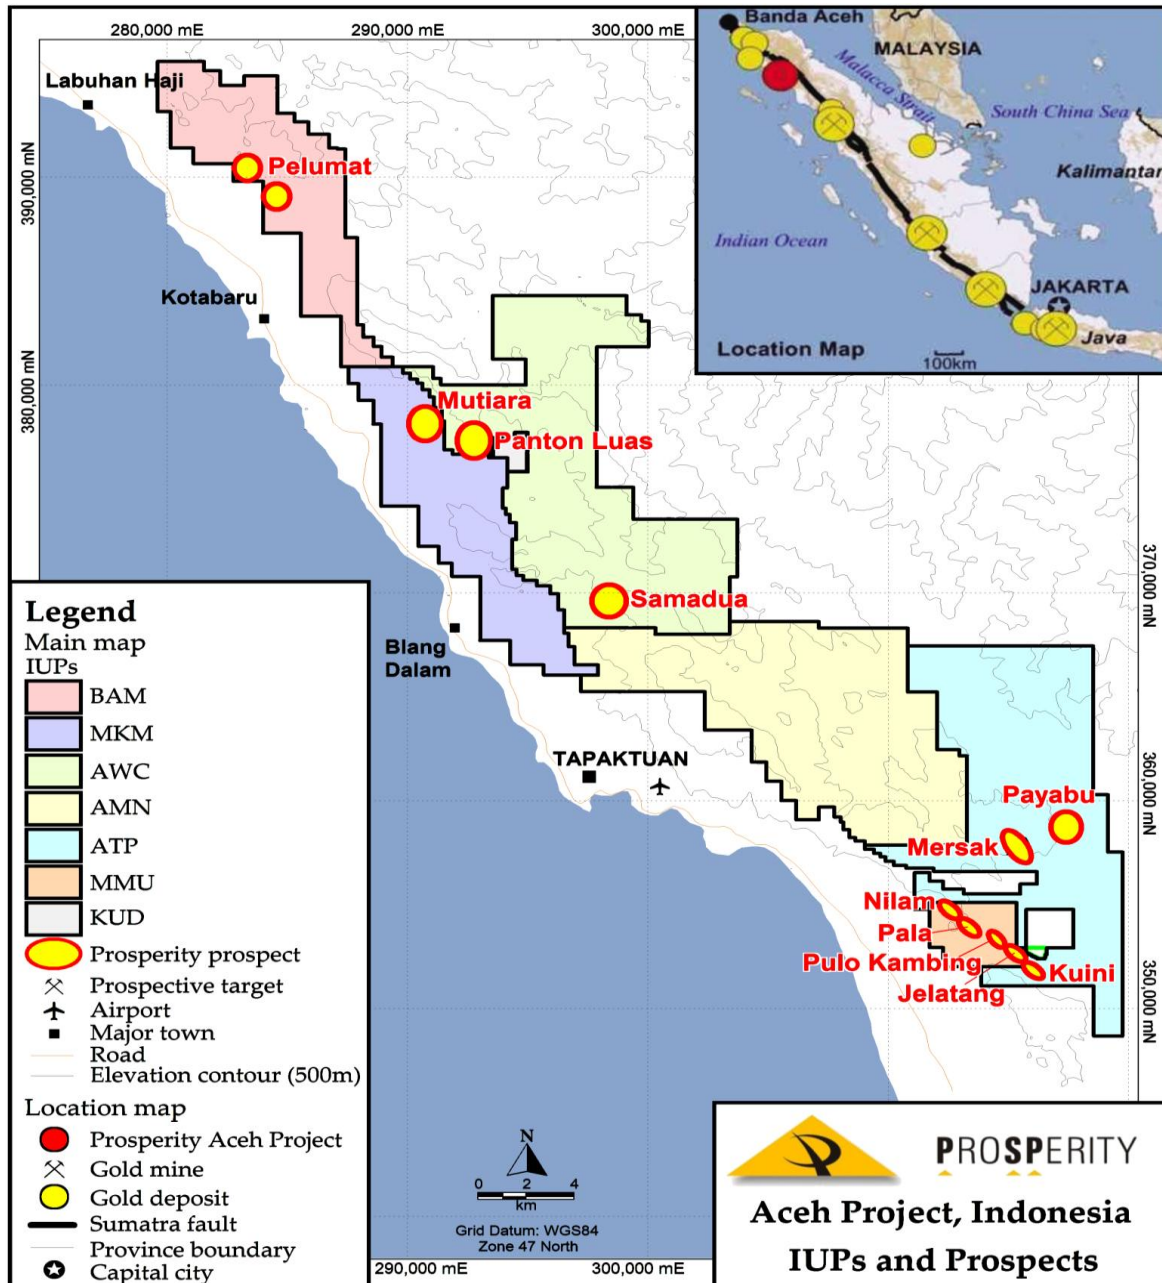 280,000 mE
290,000 mE
300,000 mE
Banda Aceh
MALAYSIA
Malacca Strait
South China Sea
Kalimantan
Indian Ocean
JAKARTA
Java
Location Map
100km
Labuhan Haji
390,000 mN
Pelumat
Kotabaru
380,000 mN
Mutiara
Panton Luas
370,000 mN
Samadua
Blang
Dalam
TAPAKTUAN
360,000 mN
Payabu
Mersak
Nilam
Pala
Pulo Kambing
Jelatang
Kuini
350,000 mN
Legend
Main map
IUPs
BAM
MKM
AWC
AMN
ATP
MMU
KUD
Prosperity prospect
Prospective target
Airport
Major town
Road
Elevation contour (500m)
Location map
Prosperity Aceh Project
Gold mine
Gold deposit
Sumatra fault
Province boundary
Capital city
N
0 2 4
km
Grid Datum: WGS84
Zone 47 North
290,000 mE
300,000 mE
PROSPERITY
Aceh Project, Indonesia
IUPs and Prospects